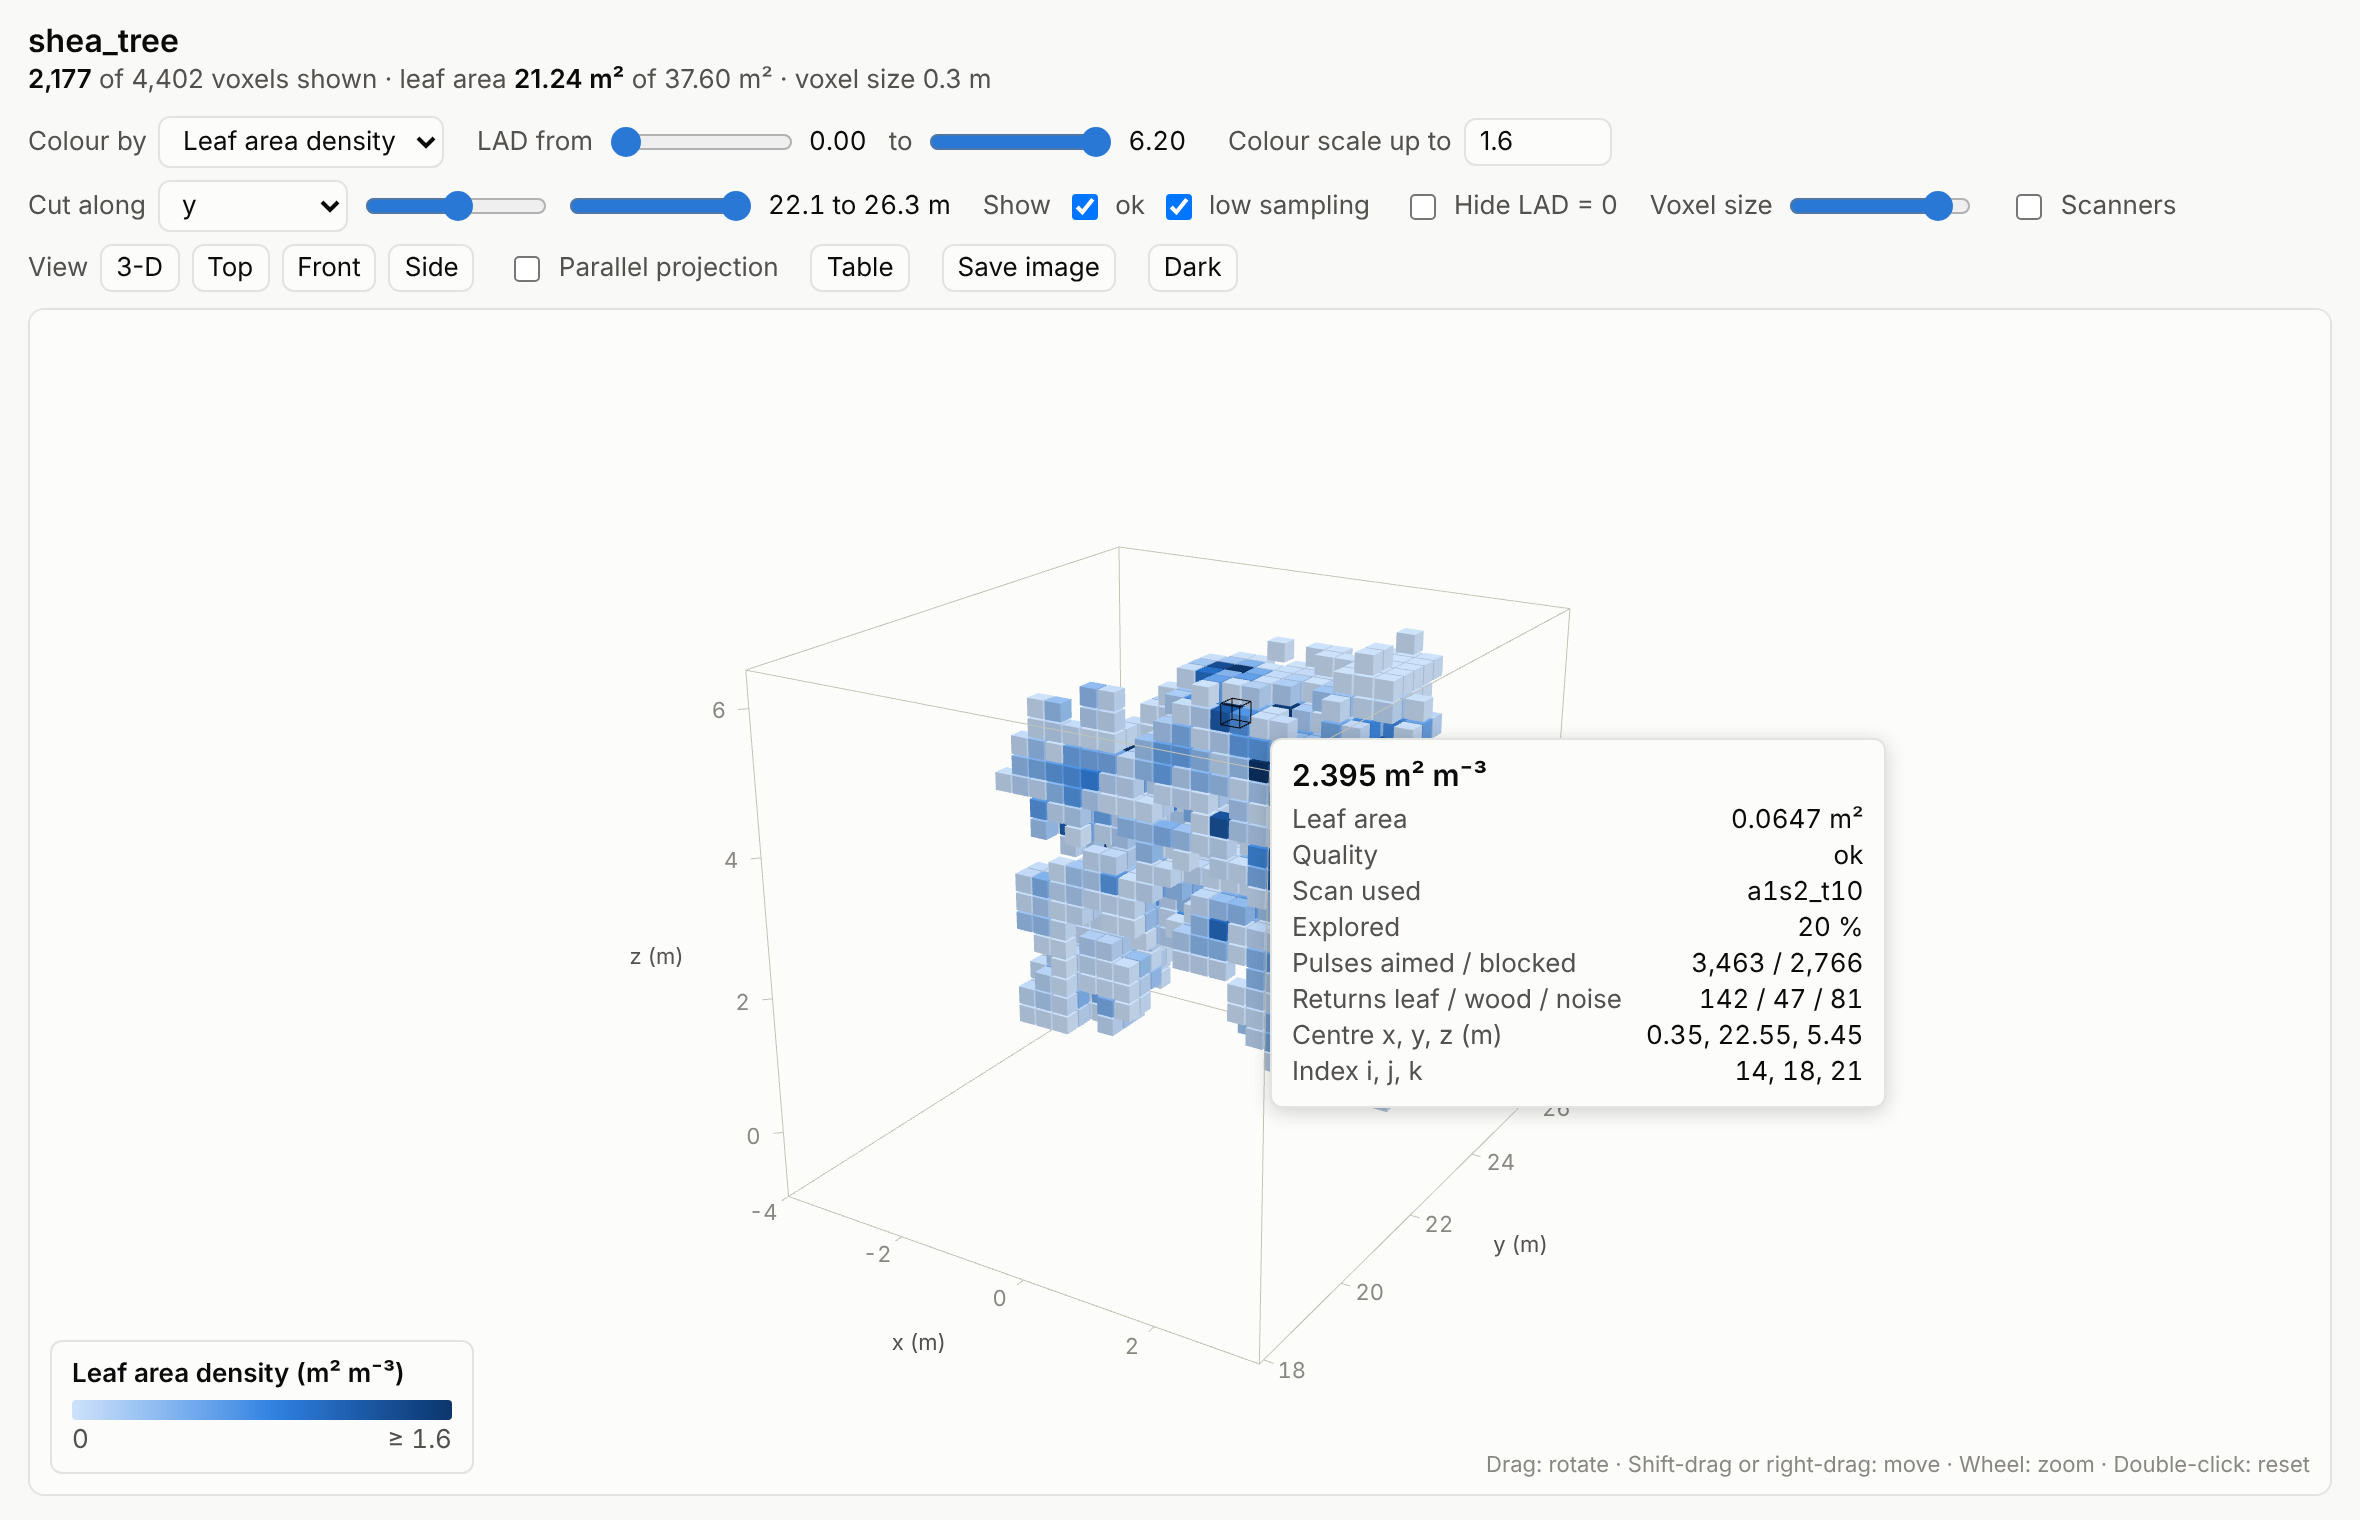 shea_tree
2,177 of 4,402 voxels shown · leaf area 21.24 m² of 37.60 m² · voxel size 0.3 m
Colour by Leaf area density LAD from 0.00 to 6.20 Colour scale up to 1.6
Cut along y 22.1 to 26.3 m Show ok low sampling Hide LAD = 0 Voxel size Scanners
View 3-D Top Front Side Parallel projection Table Save image Dark
6
4
z (m)
2
0
-4
-2
0
x (m)
2
18
20
y (m)
22
24
26
2.395 m² m⁻³
Leaf area 0.0647 m²
Quality ok
Scan used a1s2_t10
Explored 20 %
Pulses aimed / blocked 3,463 / 2,766
Returns leaf / wood / noise 142 / 47 / 81
Centre x, y, z (m) 0.35, 22.55, 5.45
Index i, j, k 14, 18, 21
Leaf area density (m² m⁻³)
0 ≥ 1.6
Drag: rotate · Shift-drag or right-drag: move · Wheel: zoom · Double-click: reset